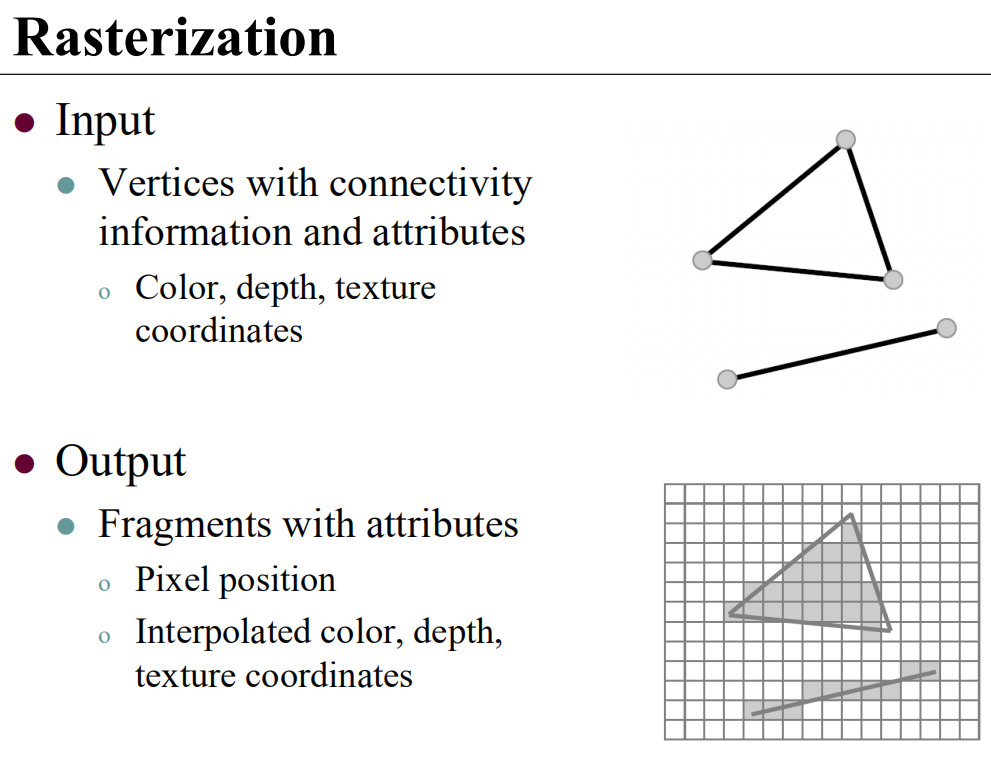 Rasterization
Input
Vertices with connectivity
information and attributes
Color, depth, texture
coordinates
Output
Fragments with attributes
Pixel position
Interpolated color, depth,
texture coordinates